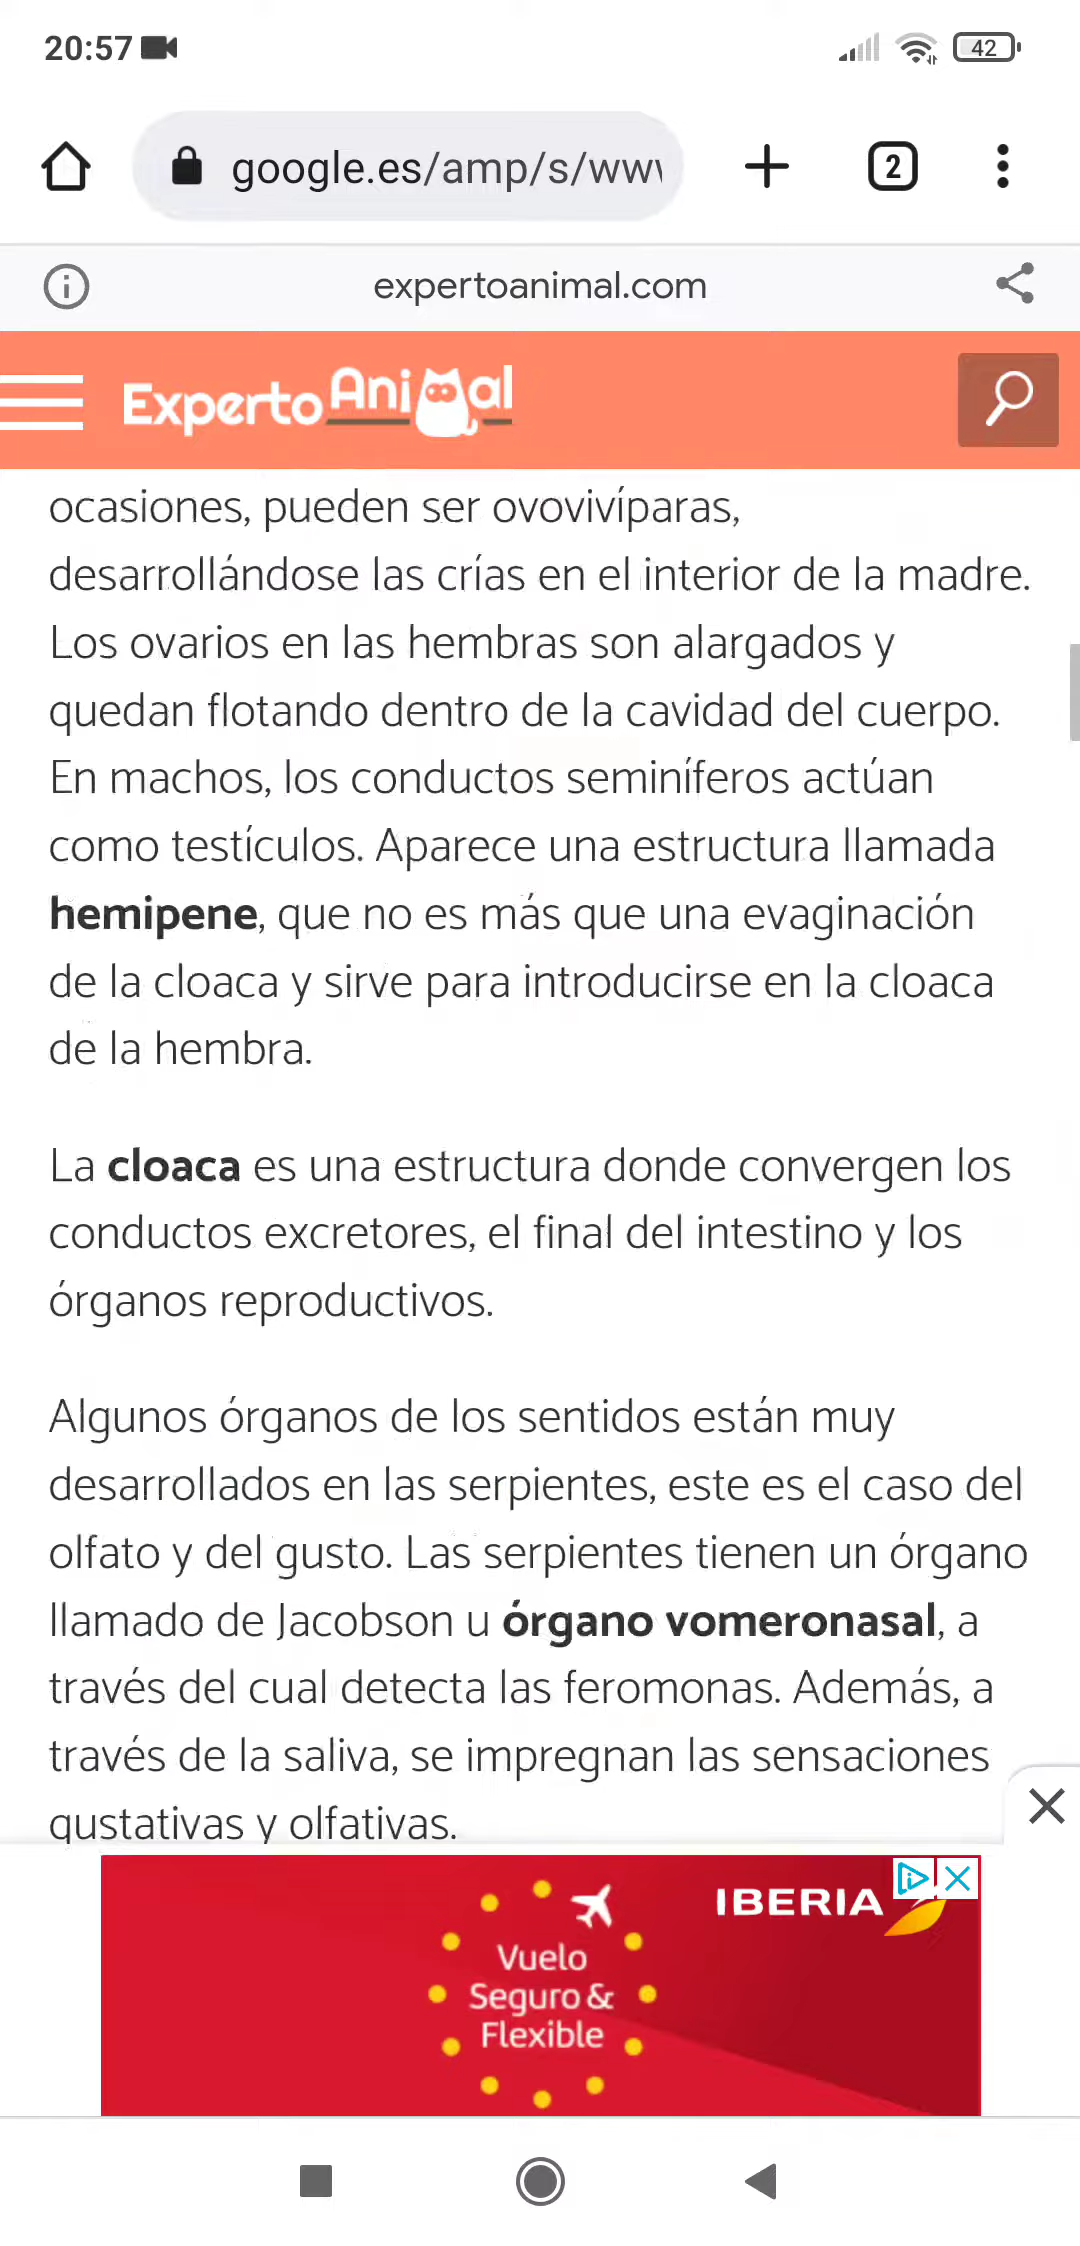 20:57
42
google.es/amp/s/www
2
expertoanimal.com
ExpertoAnimal
ocasiones, pueden ser ovovivíparas,
desarrollándose las crías en el interior de la madre.
Los ovarios en las hembras son alargados y
quedan flotando dentro de la cavidad del cuerpo.
En machos, los conductos seminíferos actúan
como testículos. Aparece una estructura llamada
hemipene, que no es más que una evaginación
de la cloaca y sirve para introducirse en la cloaca
de la hembra.
La cloaca es una estructura donde convergen los
conductos excretores, el final del intestino y los
órganos reproductivos.
Algunos órganos de los sentidos están muy
desarrollados en las serpientes, este es el caso del
olfato y del gusto. Las serpientes tienen un órgano
llamado de Jacobson u órgano vomeronasal, a
través del cual detecta las feromonas. Además, a
través de la saliva, se impregnan las sensaciones
gustativas y olfativas.
IBERIA
Vuelo
Seguro &
Flexible